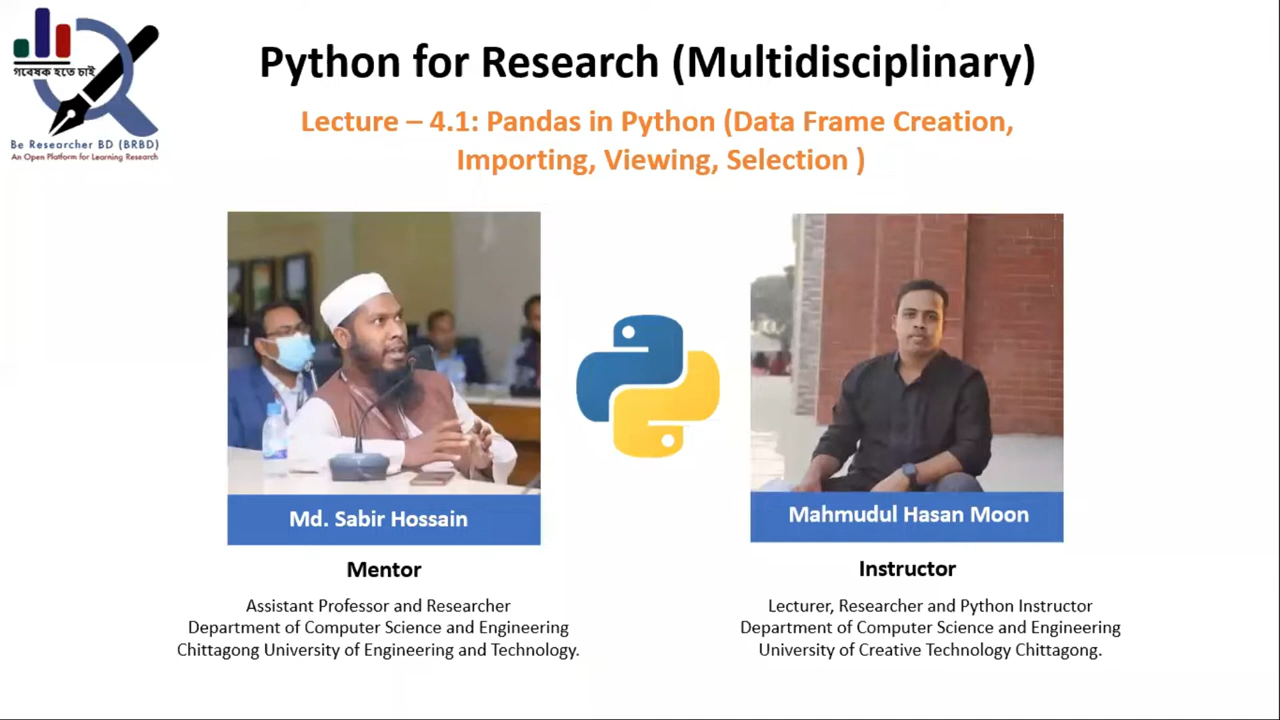 গবেষক হতে চাই
Be Researcher BD (BRBD)
An Open Platform for Learning Research
Python for Research (Multidisciplinary)
Lecture – 4.1: Pandas in Python (Data Frame Creation,
Importing, Viewing, Selection )
Md. Sabir Hossain
Mentor
Assistant Professor and Researcher
Department of Computer Science and Engineering
Chittagong University of Engineering and Technology.
Mahmudul Hasan Moon
Instructor
Lecturer, Researcher and Python Instructor
Department of Computer Science and Engineering
University of Creative Technology Chittagong.